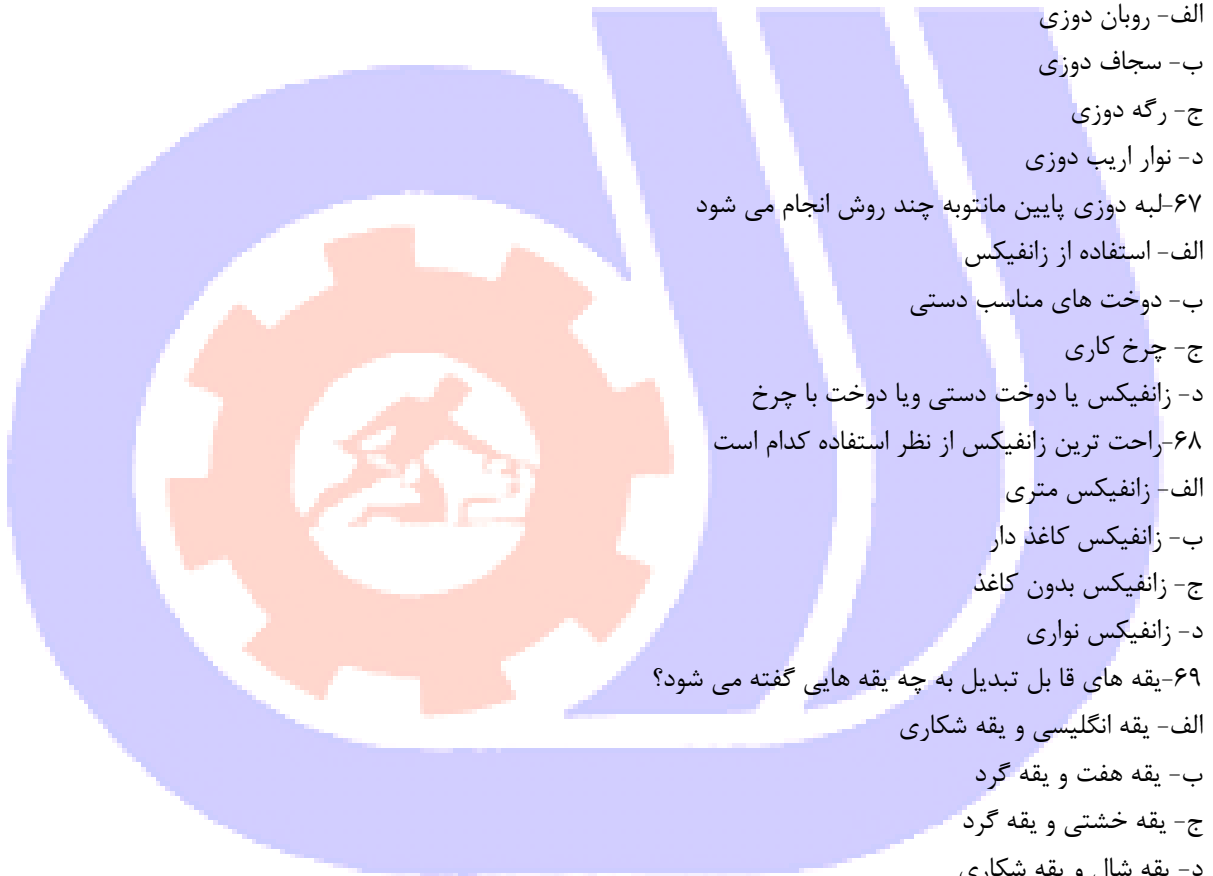 الف- روبان دوزی
ب- سجاف دوزی
ج- رگه دوزی
د- نوار اریب دوزی
۶۷-لبه دوزی پایین مانتوبه چند روش انجام می شود
الف- استفاده از زانفیکس
ب- دوخت های مناسب دستی
ج- چرخ کاری
د- زانفیکس یا دوخت دستی ویا دوخت با چرخ
۶۸-راحت ترین زانفیکس از نظر استفاده کدام است
الف- زانفیکس متری
ب- زانفیکس کاغذ دار
ج- زانفیکس بدون کاغذ
د- زانفیکس نواری
۶۹-یقه های قا بل تبدیل به چه یقه هایی گفته می شود؟
الف- یقه انگلیسی و یقه شکاری
ب- یقه هفت و یقه گرد
ج- یقه خشتی و یقه گرد
د- یقه شال و یقه شکاری